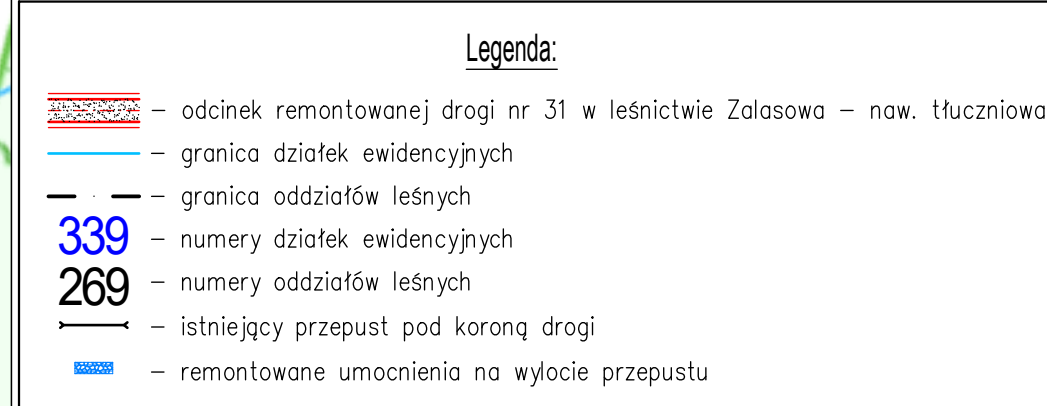 Legenda:
– odcinek remontowanej drogi nr 31 w leśnictwie Zalasowa – naw. tłuczniowa
– granica działek ewidencyjnych
– granica oddziałów leśnych
339 – numery działek ewidencyjnych
269 – numery oddziałów leśnych
– istniejący przepust pod koroną drogi
– remontowane umocnienia na wylocie przepustu